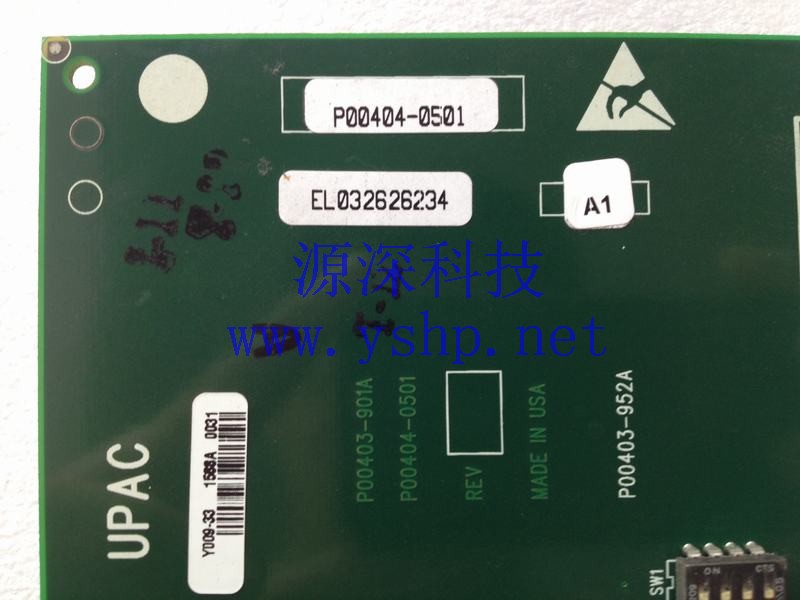 P00404-0501
EL032626234
A1
源深科技
www.yshp.net
P00403-901A
P00404-0501
REV
MADE IN USA
P00403-952A
UPAC
Y009-33 1568A 0031
SW1
ON
CTS